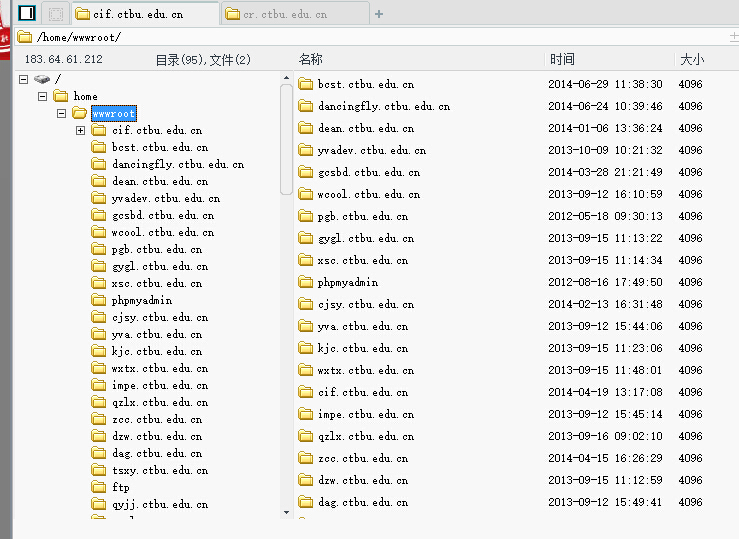 cif.ctbu.edu.cn cr.ctbu.edu.cn
/home/wwwroot/
183.64.61.212 目录(95),文件(2) 名称 时间 大小
/
home
wwwroot
cif.ctbu.edu.cn
bcst.ctbu.edu.cn
dancingfly.ctbu.edu.cn
dean.ctbu.edu.cn
yvadev.ctbu.edu.cn
gcsbd.ctbu.edu.cn
wcool.ctbu.edu.cn
pgb.ctbu.edu.cn
gygl.ctbu.edu.cn
xsc.ctbu.edu.cn
phpmyadmin
cjsy.ctbu.edu.cn
yva.ctbu.edu.cn
kjc.ctbu.edu.cn
wxtx.ctbu.edu.cn
impe.ctbu.edu.cn
qzlx.ctbu.edu.cn
zcc.ctbu.edu.cn
dzw.ctbu.edu.cn
dag.ctbu.edu.cn
tsxy.ctbu.edu.cn
ftp
qyjj.ctbu.edu.cn
bcst.ctbu.edu.cn 2014-06-29 11:38:30 4096
dancingfly.ctbu.edu.cn 2014-06-24 10:39:46 4096
dean.ctbu.edu.cn 2014-01-06 13:36:24 4096
yvadev.ctbu.edu.cn 2013-10-09 10:21:32 4096
gcsbd.ctbu.edu.cn 2014-03-28 21:21:49 4096
wcool.ctbu.edu.cn 2013-09-12 16:10:59 4096
pgb.ctbu.edu.cn 2012-05-18 09:30:13 4096
gygl.ctbu.edu.cn 2013-09-15 11:13:22 4096
xsc.ctbu.edu.cn 2013-09-15 11:14:34 4096
phpmyadmin 2012-08-16 17:49:50 4096
cjsy.ctbu.edu.cn 2014-02-13 16:31:48 4096
yva.ctbu.edu.cn 2013-09-12 15:44:06 4096
kjc.ctbu.edu.cn 2013-09-15 11:23:06 4096
wxtx.ctbu.edu.cn 2013-09-15 11:48:01 4096
cif.ctbu.edu.cn 2014-04-19 13:17:08 4096
impe.ctbu.edu.cn 2013-09-12 15:45:14 4096
qzlx.ctbu.edu.cn 2013-09-16 09:02:10 4096
zcc.ctbu.edu.cn 2014-04-15 16:26:29 4096
dzw.ctbu.edu.cn 2013-09-15 11:12:59 4096
dag.ctbu.edu.cn 2013-09-12 15:49:41 4096